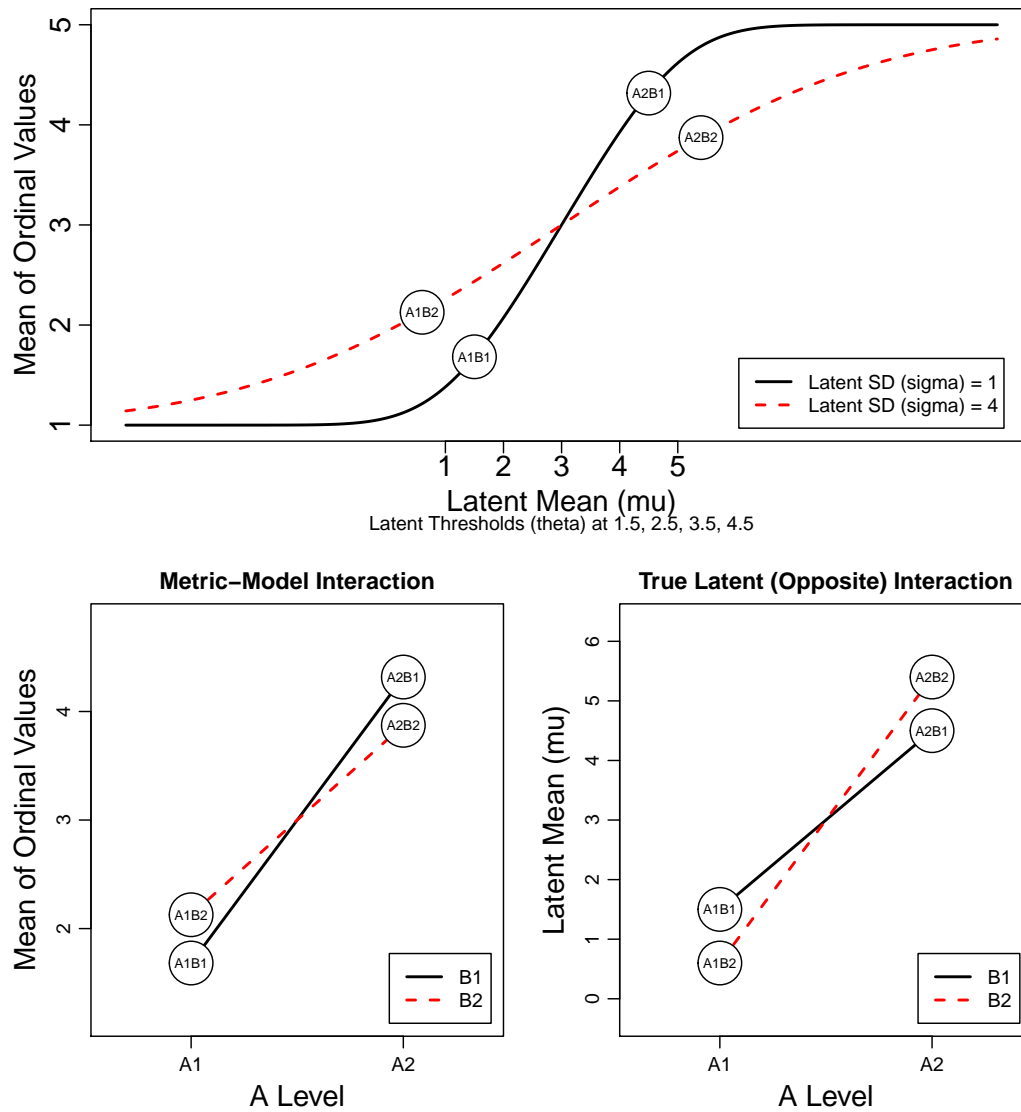 Mean of Ordinal Values
5
4
3
2
1
A2B1
A2B2
A1B2
A1B1
Latent SD (sigma) = 1
Latent SD (sigma) = 4
1 2 3 4 5
Latent Mean (mu)
Latent Thresholds (theta) at 1.5, 2.5, 3.5, 4.5
Metric−Model Interaction
Mean of Ordinal Values
4
3
2
A2B1
A2B2
A1B2
A1B1
B1
B2
A1 A2
A Level
True Latent (Opposite) Interaction
Latent Mean (mu)
6
5
4
3
2
1
0
A2B2
A2B1
A1B1
A1B2
B1
B2
A1 A2
A Level